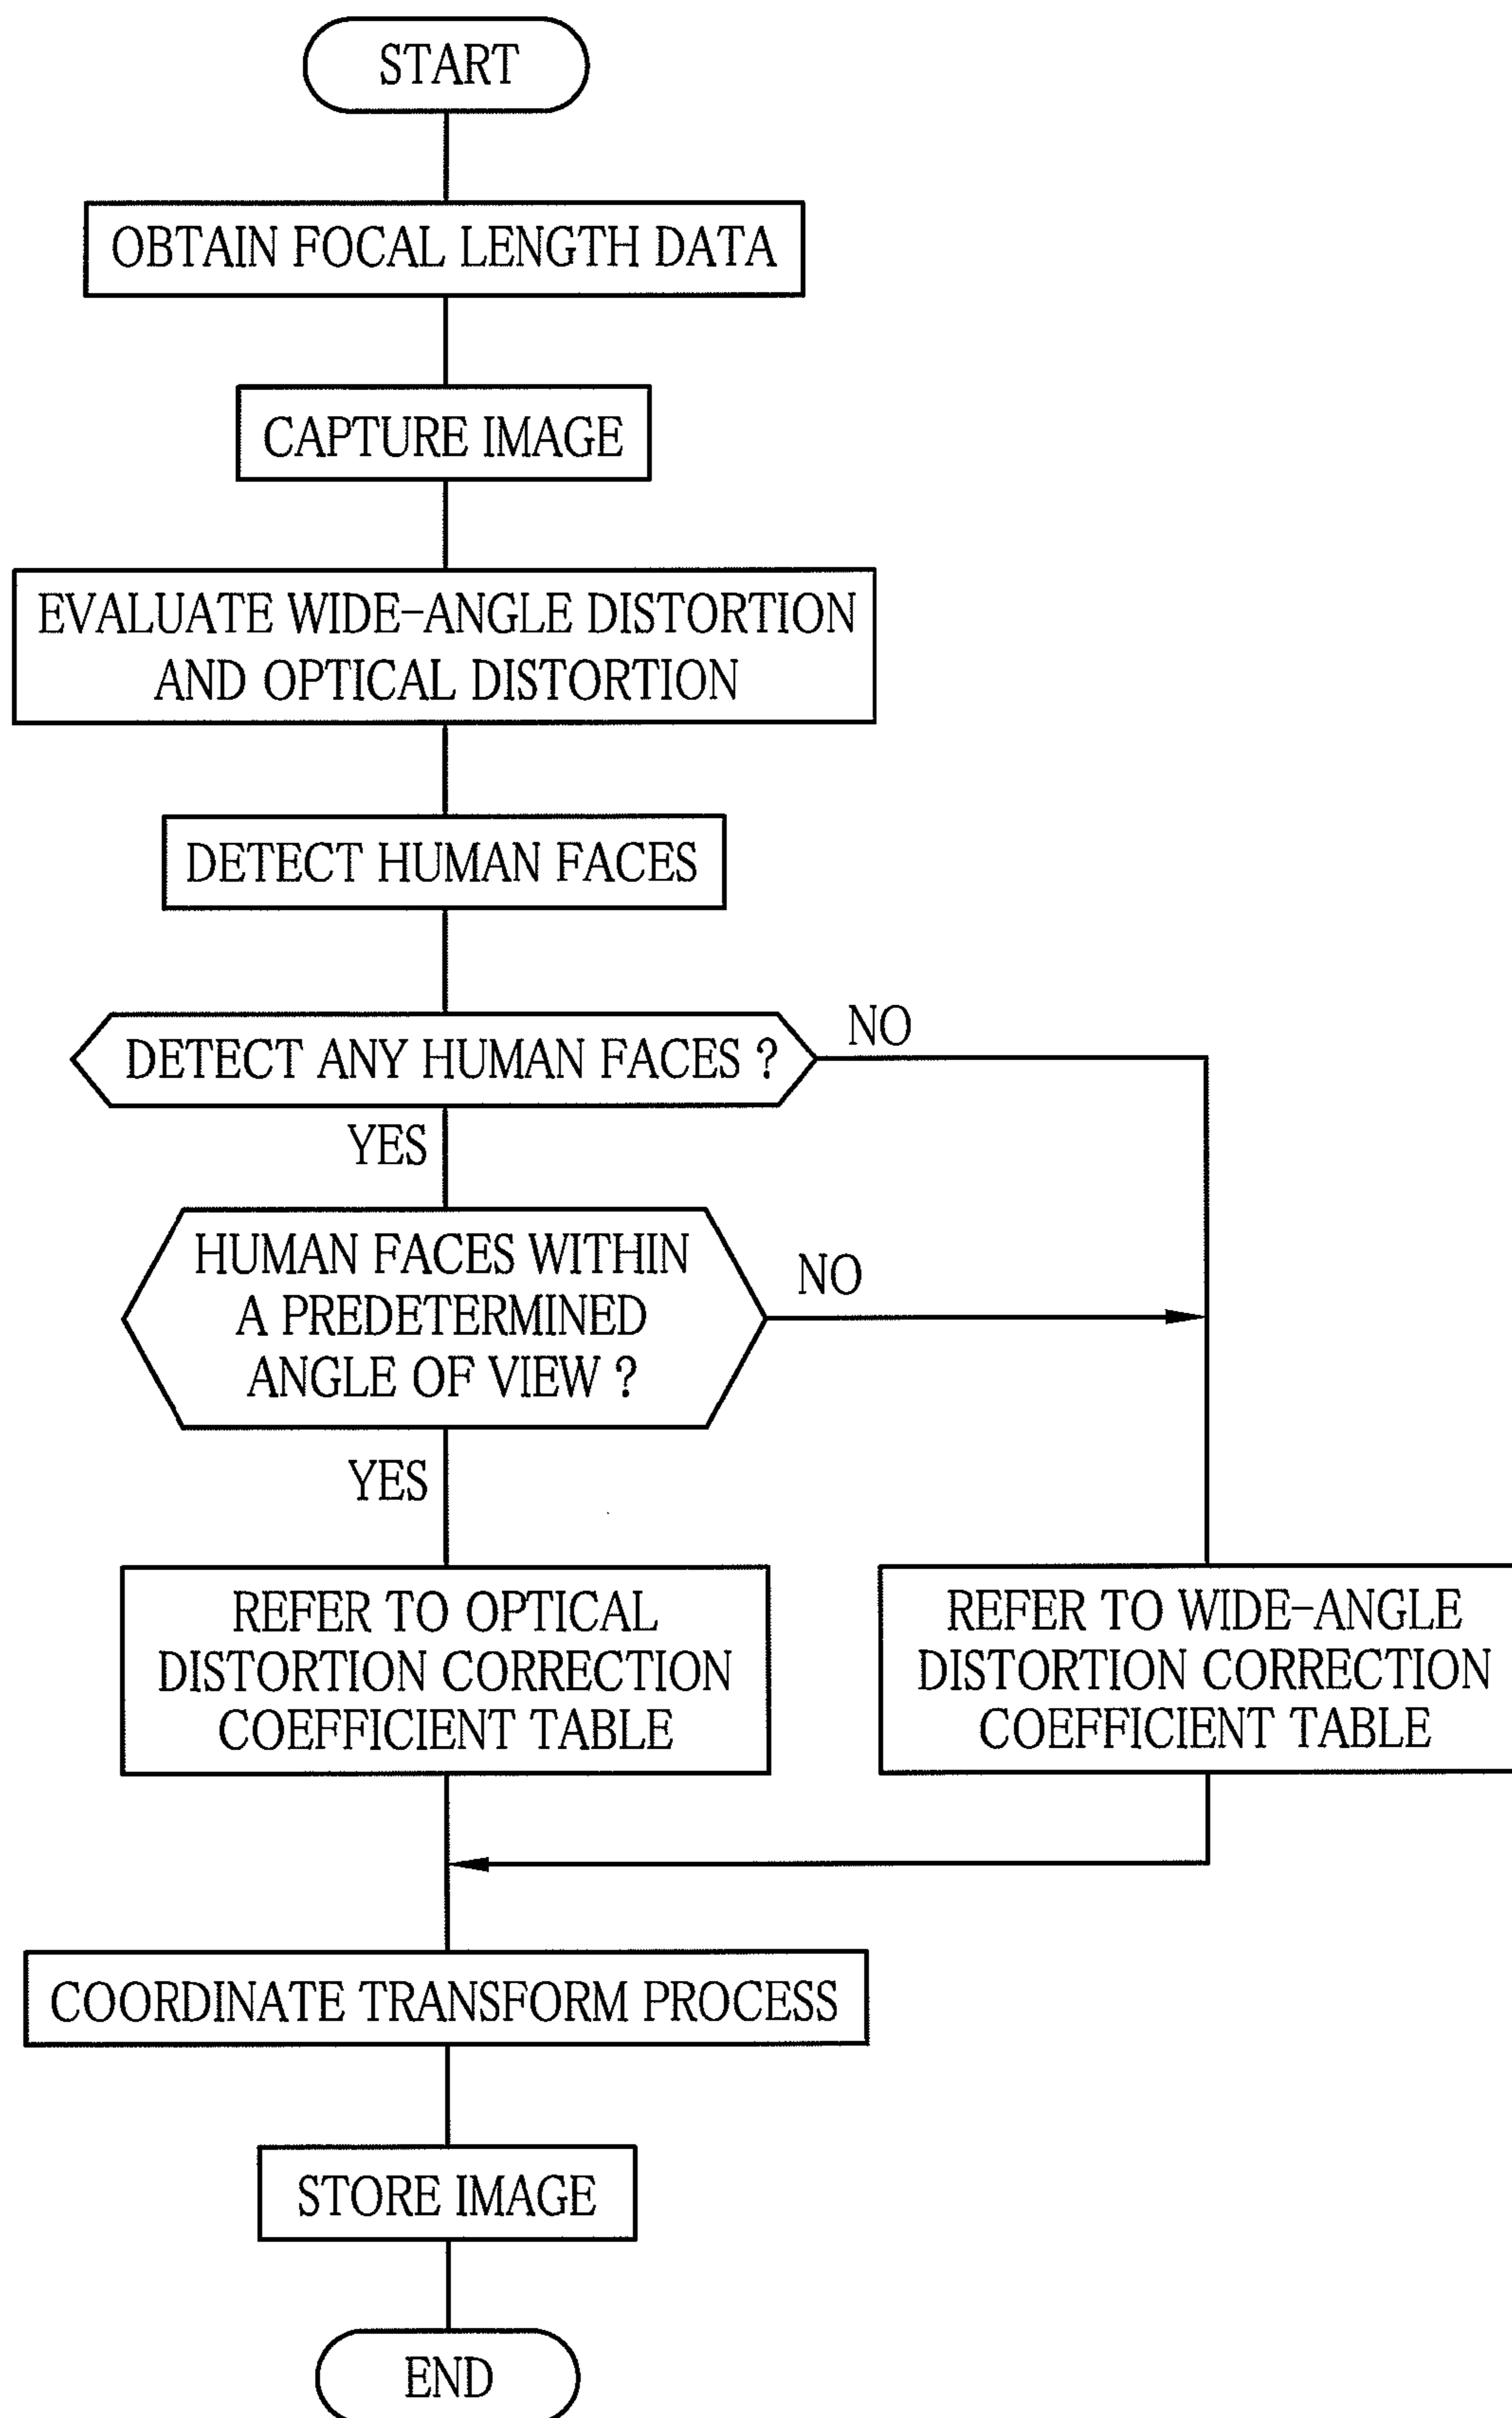 START
OBTAIN FOCAL LENGTH DATA
CAPTURE IMAGE
EVALUATE WIDE-ANGLE DISTORTION
AND OPTICAL DISTORTION
DETECT HUMAN FACES
DETECT ANY HUMAN FACES ?
NO
YES
HUMAN FACES WITHIN
A PREDETERMINED
ANGLE OF VIEW ?
NO
YES
REFER TO OPTICAL
DISTORTION CORRECTION
COEFFICIENT TABLE
REFER TO WIDE-ANGLE
DISTORTION CORRECTION
COEFFICIENT TABLE
COORDINATE TRANSFORM PROCESS
STORE IMAGE
END